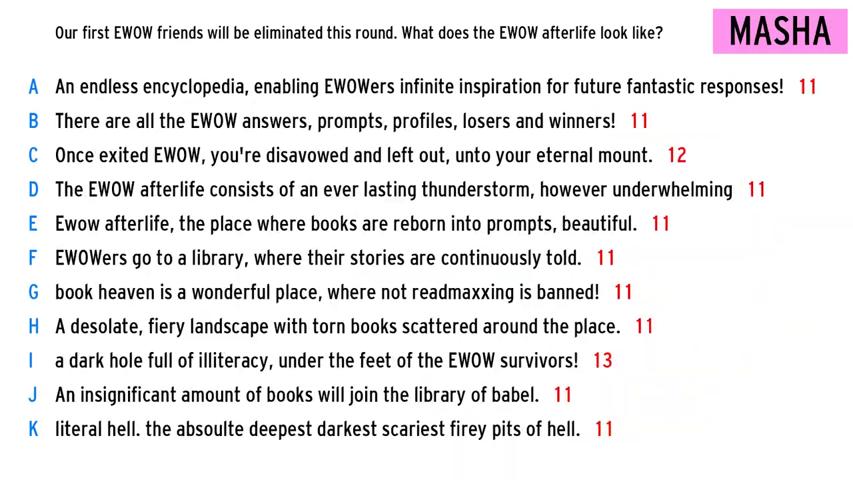 Our first EWOW friends will be eliminated this round. What does the EWOW afterlife look like?
MASHA
A An endless encyclopedia, enabling EWOWers infinite inspiration for future fantastic responses! 11
B There are all the EWOW answers, prompts, profiles, losers and winners! 11
C Once exited EWOW, you're disavowed and left out, unto your eternal mount. 12
D The EWOW afterlife consists of an ever lasting thunderstorm, however underwhelming 11
E Ewow afterlife, the place where books are reborn into prompts, beautiful. 11
F EWOWers go to a library, where their stories are continuously told. 11
G book heaven is a wonderful place, where not readmaxxing is banned! 11
H A desolate, fiery landscape with torn books scattered around the place. 11
I a dark hole full of illiteracy, under the feet of the EWOW survivors! 13
J An insignificant amount of books will join the library of babel. 11
K literal hell. the absoulte deepest darkest scariest firey pits of hell. 11